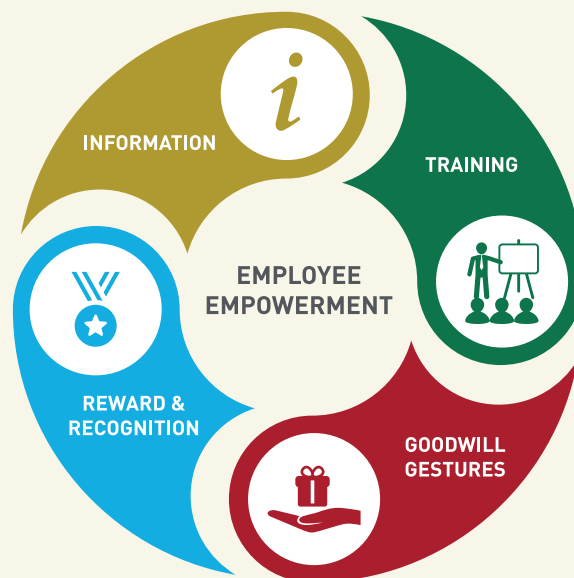 INFORMATION
TRAINING
EMPLOYEE
EMPOWERMENT
REWARD &
RECOGNITION
GOODWILL
GESTURES